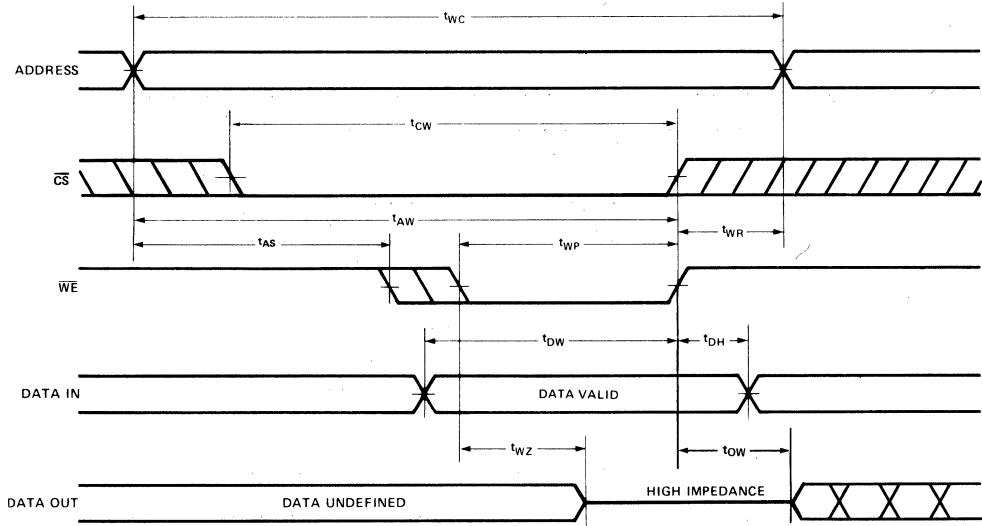 tWC
ADDRESS
tCW
CS
tAW
tWR
tAS
tWP
WE
tDW
tDH
DATA IN
DATA VALID
tWZ
tOW
DATA OUT
DATA UNDEFINED
HIGH IMPEDANCE